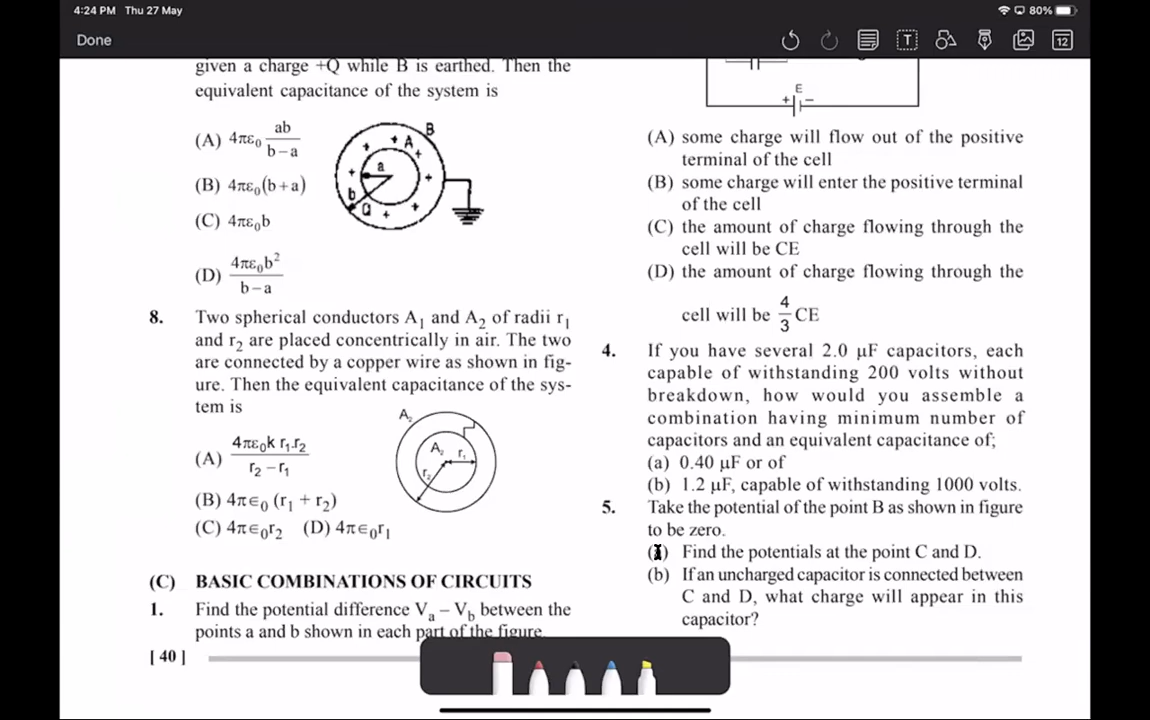 4:24 PM Thu 27 May
80%
Done
T
12
given a charge +Q while B is earthed. Then the
equivalent capacitance of the system is
(A) 4πε₀ ab/(b–a)
(B) 4πε₀(b+a)
(C) 4πε₀b
(D) 4πε₀b²/(b–a)
A
B
a
b
Q
8. Two spherical conductors A₁ and A₂ of radii r₁
and r₂ are placed concentrically in air. The two
are connected by a copper wire as shown in fig-
ure. Then the equivalent capacitance of the sys-
tem is
(A) 4πε₀k r₁.r₂/(r₂ – r₁)
(B) 4π∈₀ (r₁ + r₂)
(C) 4π∈₀r₂ (D) 4π∈₀r₁
r₁
r₂
(C) BASIC COMBINATIONS OF CIRCUITS
1. Find the potential difference Vₐ – V_b between the
points a and b shown in each part of the figure.
[ 40 ]
E
+ –
(A) some charge will flow out of the positive
terminal of the cell
(B) some charge will enter the positive terminal
of the cell
(C) the amount of charge flowing through the
cell will be CE
(D) the amount of charge flowing through the
cell will be 4/3 CE
4. If you have several 2.0 μF capacitors, each
capable of withstanding 200 volts without
breakdown, how would you assemble a
combination having minimum number of
capacitors and an equivalent capacitance of;
(a) 0.40 μF or of
(b) 1.2 μF, capable of withstanding 1000 volts.
5. Take the potential of the point B as shown in figure
to be zero.
Find the potentials at the point C and D.
(b) If an uncharged capacitor is connected between
C and D, what charge will appear in this
capacitor?